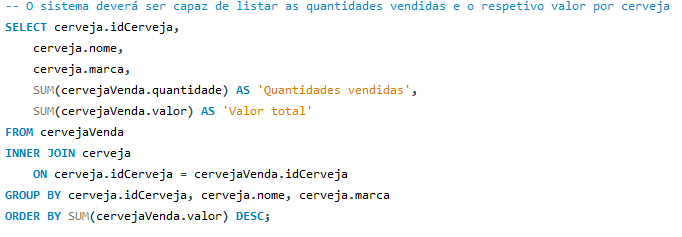 -- O sistema deverá ser capaz de listar as quantidades vendidas e o respetivo valor por cerveja
SELECT cerveja.idCerveja,
    cerveja.nome,
    cerveja.marca,
    SUM(cervejaVenda.quantidade) AS 'Quantidades vendidas',
    SUM(cervejaVenda.valor) AS 'Valor total'
FROM cervejaVenda
INNER JOIN cerveja
    ON cerveja.idCerveja = cervejaVenda.idCerveja
GROUP BY cerveja.idCerveja, cerveja.nome, cerveja.marca
ORDER BY SUM(cervejaVenda.valor) DESC;